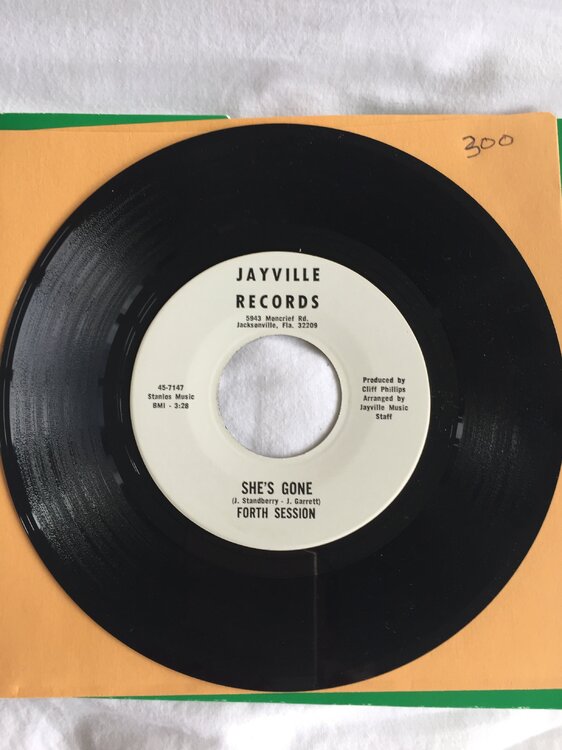 300
JAYVILLE
RECORDS
5943 Moncrief Rd.
Jacksonville, Fla. 32209
45-7147
Stanlos Music
BMI - 3:28
Produced by
Cliff Phillips
Arranged by
Jayville Music
Staff
SHE'S GONE
(J. Standberry - J. Garrett)
FORTH SESSION